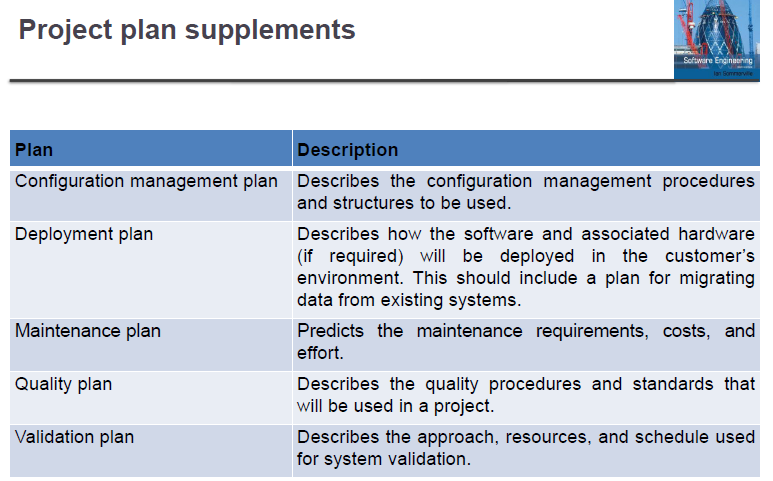 Project plan supplements
Software Engineering
Ian Sommerville
Plan
Description
Configuration management plan
Describes the configuration management procedures
and structures to be used.
Deployment plan
Describes how the software and associated hardware
(if required) will be deployed in the customer’s
environment. This should include a plan for migrating
data from existing systems.
Maintenance plan
Predicts the maintenance requirements, costs, and
effort.
Quality plan
Describes the quality procedures and standards that
will be used in a project.
Validation plan
Describes the approach, resources, and schedule used
for system validation.